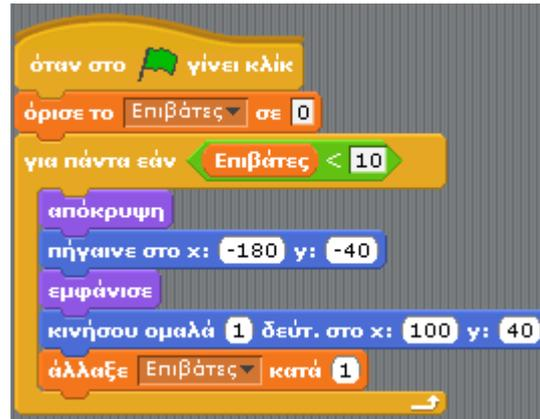 όταν στο γίνει κλικ
όρισε το Επιβάτες σε 0
για πάντα εάν Επιβάτες < 10
απόκρυψη
πήγαινε στο x: -180 y: -40
εμφάνισε
κινήσου ομαλά 1 δεύτ. στο x: 100 y: 40
άλλαξε Επιβάτες κατά 1